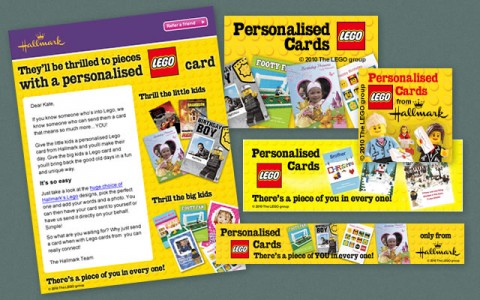 Refer a friend
Hallmark
They'll be thrilled to pieces
with a personalised LEGO card
Dear Kate,
If you know someone who's into Lego, we
know someone who can send them a card
that means so much more... YOU!
Give the little kids a personalised Lego
card from Hallmark and you'll make their
day. Give the big kids a Lego card and
you'll bring back the good old days in a fun
and unique way.
It's so easy
Just take a look at the huge choice of
Hallmark's Lego designs, pick the perfect
one and add your words and a photo. You
can then have your card sent to yourself or
us send it directly on your behalf.
Simple!
So what are you waiting for? Why just send
a card when with Lego cards from you can
really connect!
The Hallmark Team
Thrill the little kids
BIRTHDAY
BOY
Thrill the big kids
There's a piece of you in every one!
© 2010 The LEGO group
Personalised
Cards
LEGO
© 2010 The LEGO group
FOOTY
Personalised
Cards
from
LEGO
Hallmark
© 2010 The LEGO group
Personalised
Cards
LEGO
There's a piece of you in every one!
© 2010 The LEGO group
LEGO
Personalised
Cards
There's a piece of YOU in every one!
only from
Hallmark
© 2010 The LEGO group